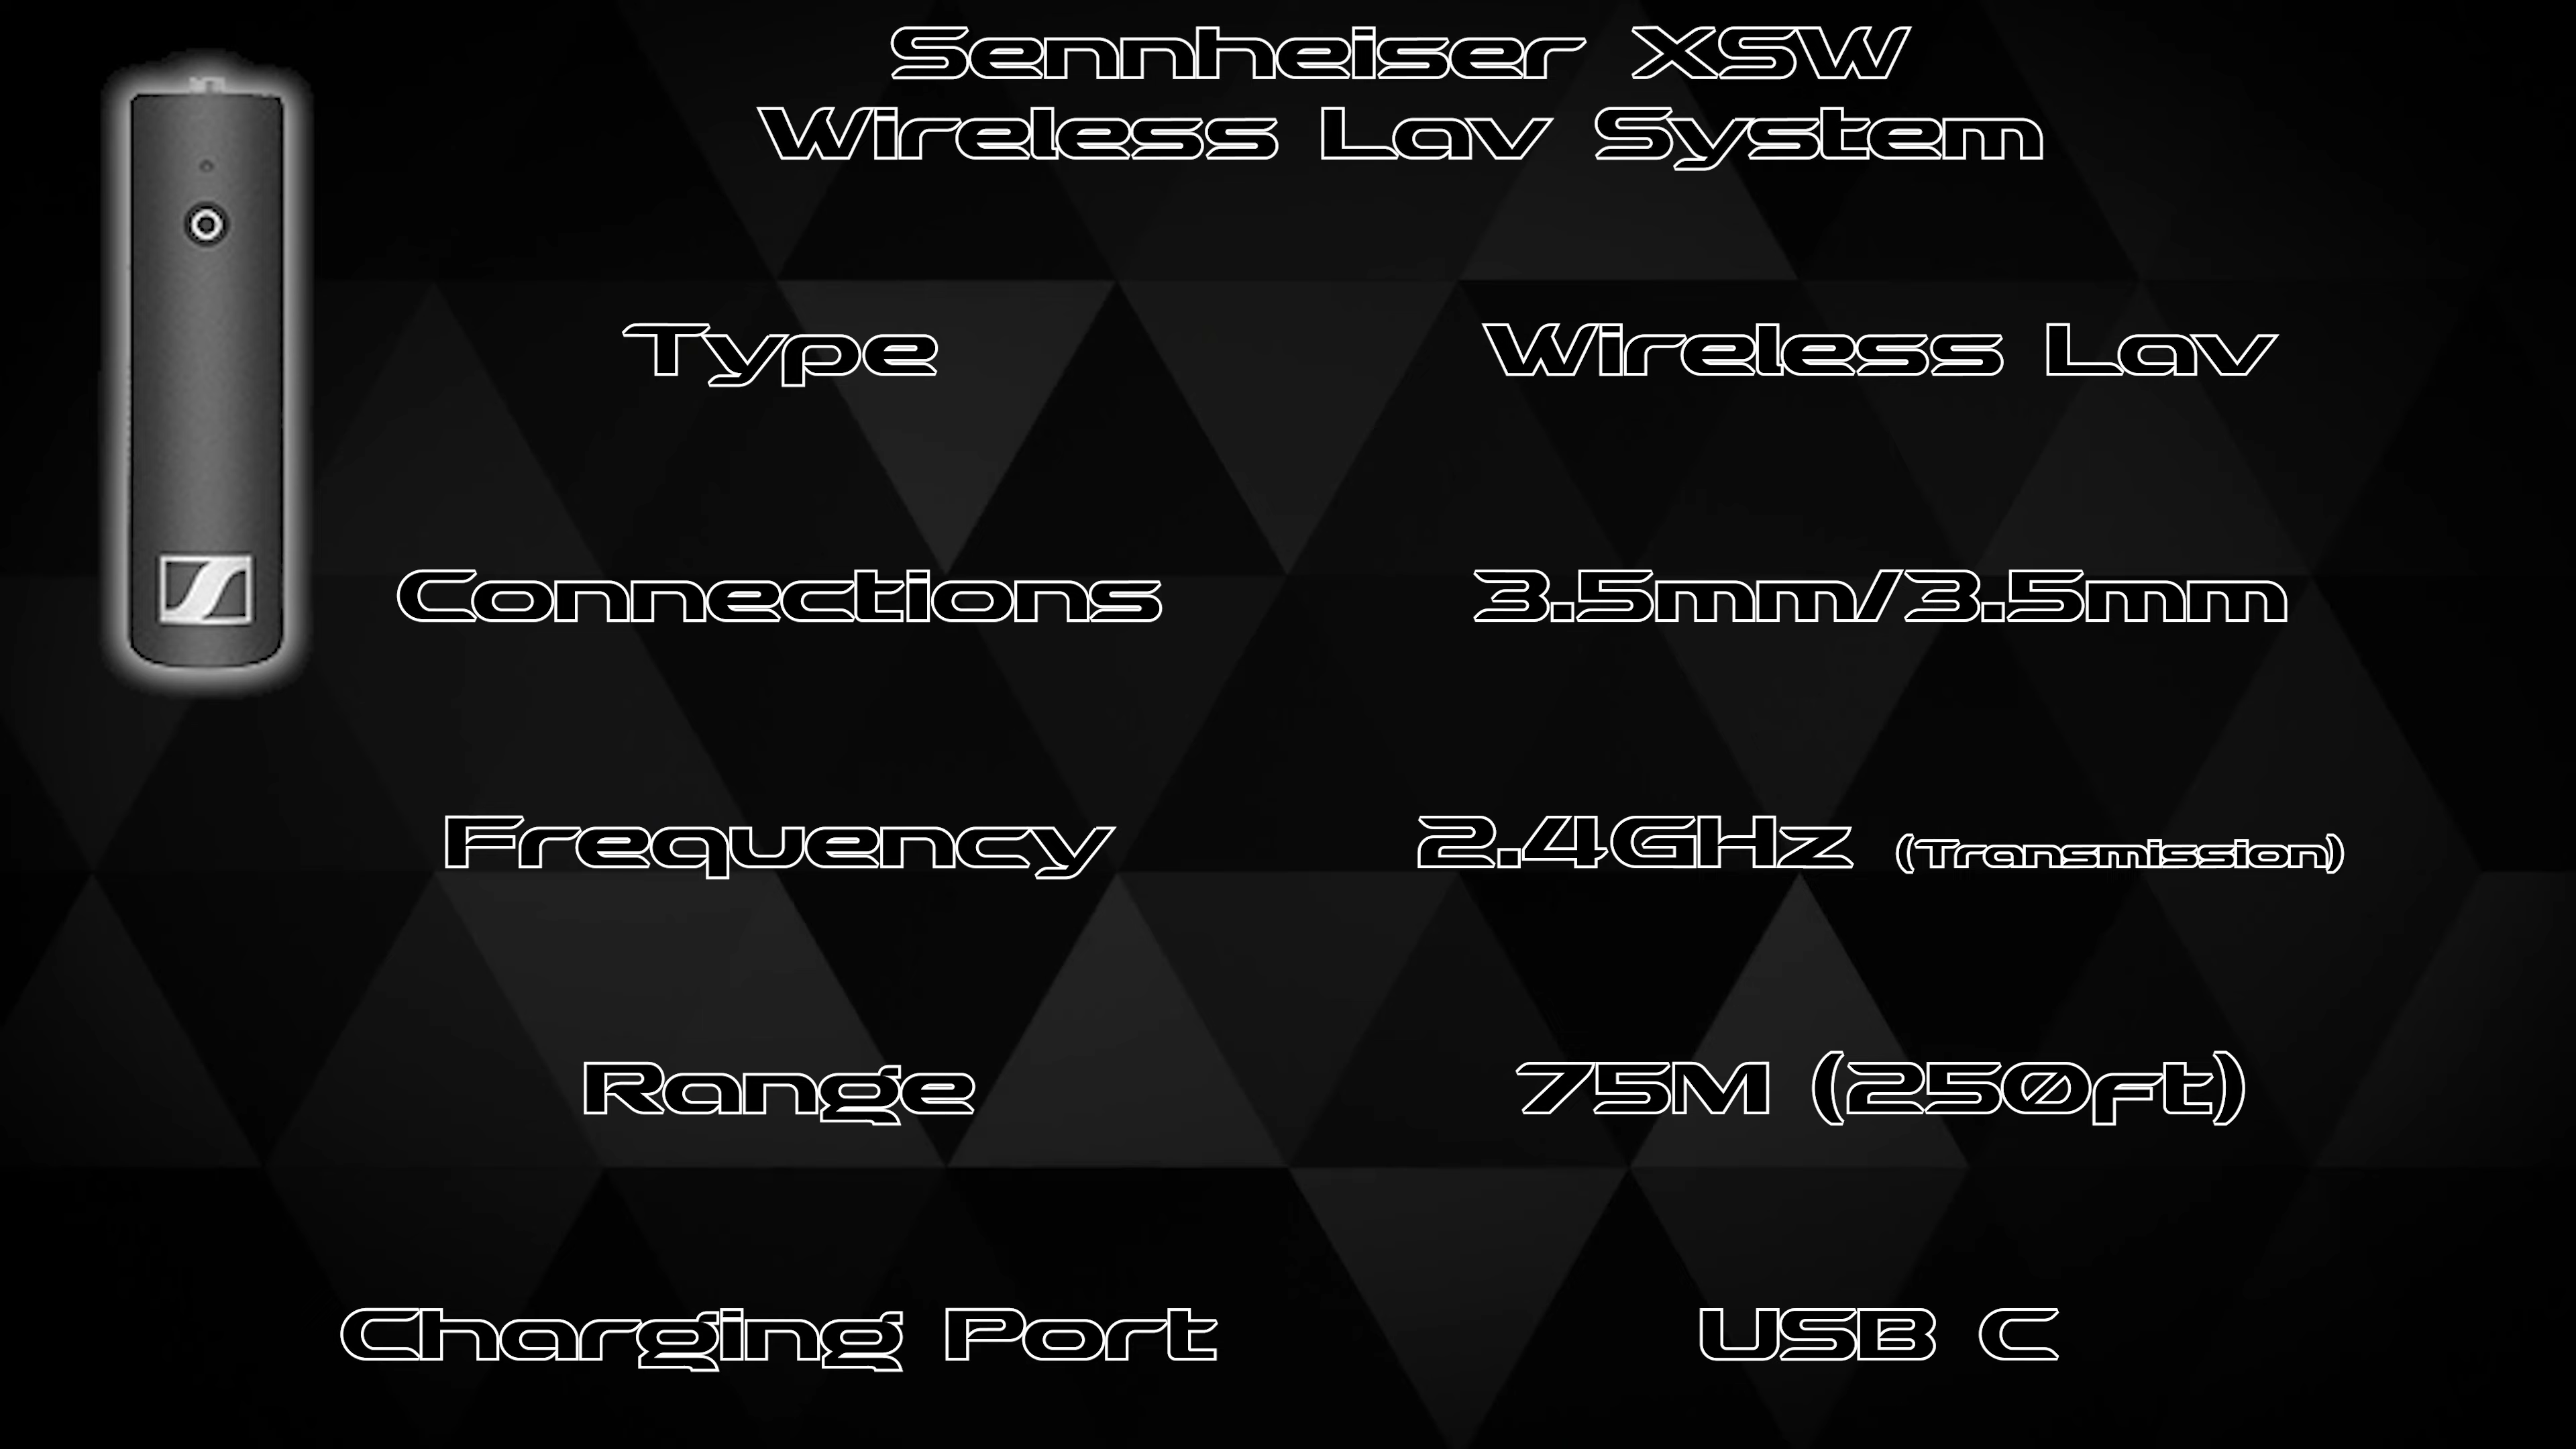 Sennheiser XSW
Wireless Lav System
Type Wireless Lav
Connections 3.5mm/3.5mm
Frequency 2.4GHz (Transmission)
Range 75M (250ft)
Charging Port USB C